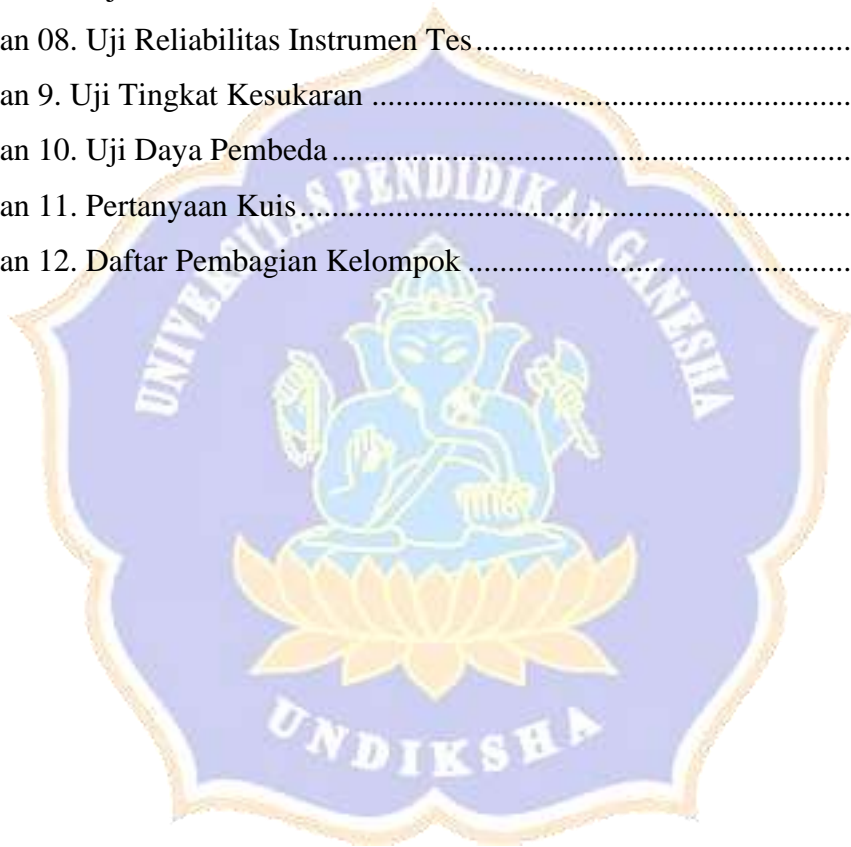 an 08. Uji Reliabilitas Instrumen Tes................................................
an 9. Uji Tingkat Kesukaran .............................................................
an 10. Uji Daya Pembeda..................................................................
an 11. Pertanyaan Kuis......................................................................
an 12. Daftar Pembagian Kelompok .................................................
UNIVERSITAS PENDIDIKAN GANESHA
UNDIKSHA